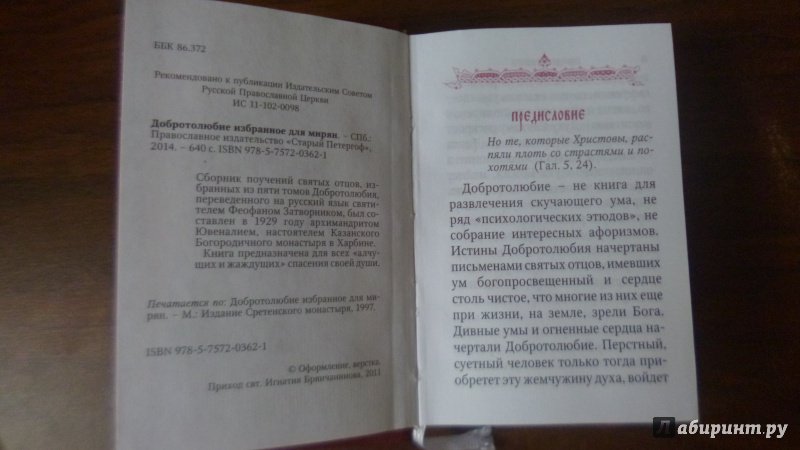 ББК 86.372
Рекомендовано к публикации Издательским Советом
Русской Православной Церкви
ИС 11-102-0098
Добротолюбие избранное для мирян. – СПб.:
Православное издательство «Старый Петергоф»,
2014. – 640 с. ISBN 978-5-7572-0362-1
Сборник поучений святых отцов, из-
бранных из пяти томов Добротолюбия,
переведенного на русский язык святи-
телем Феофаном Затворником, был со-
ставлен в 1929 году архимандритом
Ювеналием, настоятелем Казанского
Богородичного монастыря в Харбине.
Книга предназначена для всех «алчу-
щих и жаждущих» спасения своей души.
Печатается по: Добротолюбие избранное для ми-
рян. – М.: Издание Сретенского монастыря, 1997.
ISBN 978-5-7572-0362-1
© Оформление, верстка.
Приход свт. Игнатия Брянчанинова, 2011
ПРЕДИСЛОВИЕ
Но те, которые Христовы, рас-
пяли плоть со страстями и по-
хотями (Гал. 5, 24).
Добротолюбие – не книга для
развлечения скучающего ума, не
ряд «психологических этюдов», не
собрание интересных афоризмов.
Истины Добротолюбия начертаны
письменами святых отцов, имевших
ум богопросвещенный и сердце
столь чистое, что многие из них еще
при жизни, на земле, зрели Бога.
Дивные умы и огненные сердца на-
чертали Добротолюбие. Перстный,
суетный человек только тогда при-
обретет эту жемчужину духа, войдет
Лабиринт.ру